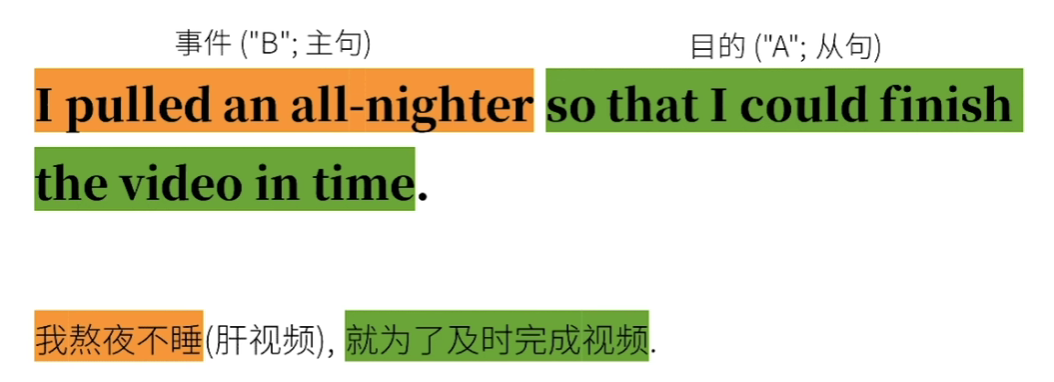 事件 ("B"; 主句) 目的 ("A"; 从句)
I pulled an all-nighter so that I could finish
the video in time.
我熬夜不睡(肝视频), 就为了及时完成视频.